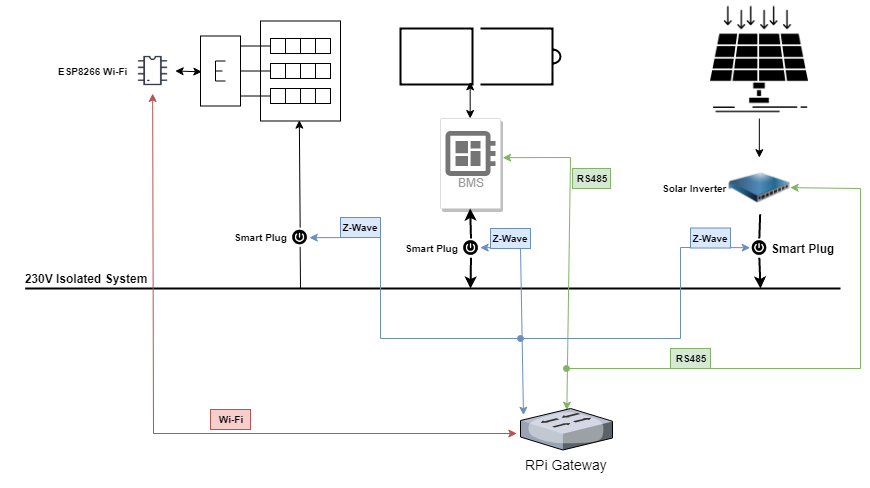 ESP8266 Wi-Fi
E
BMS
RS485
Solar Inverter
Smart Plug
Z-Wave
Smart Plug
Z-Wave
Z-Wave
Smart Plug
230V Isolated System
RS485
Wi-Fi
RPi Gateway